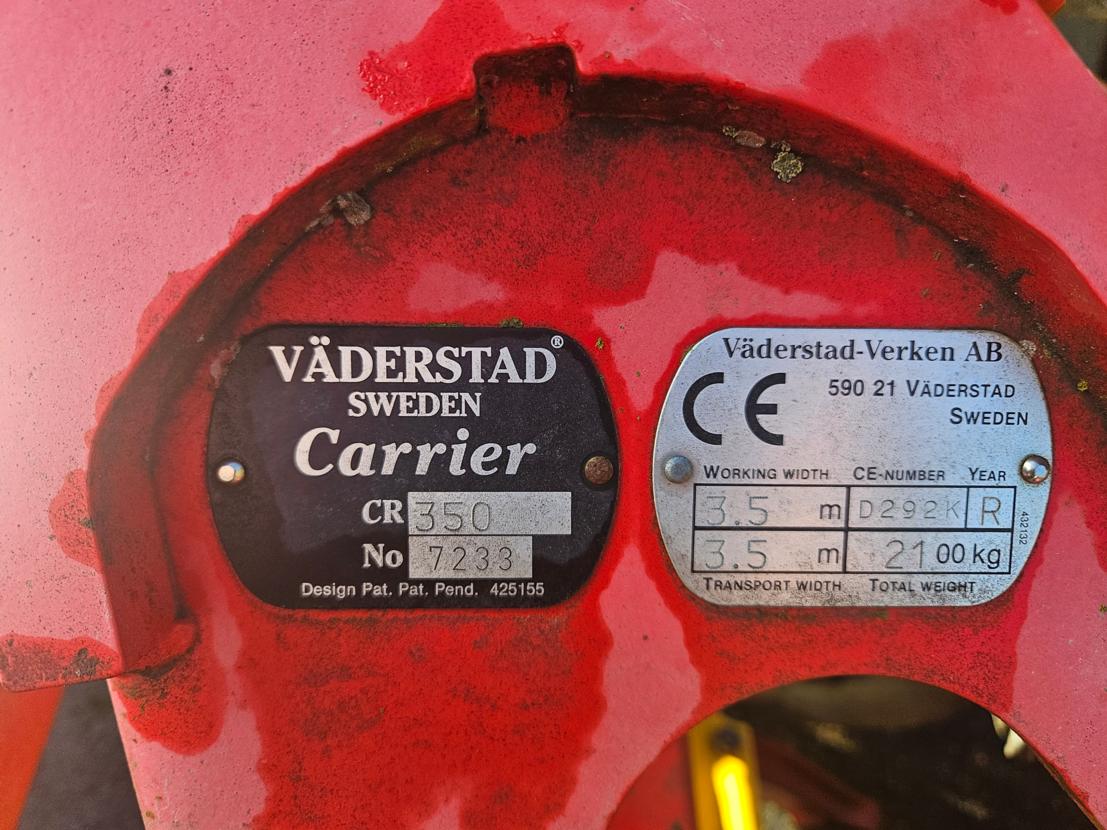 VÄDERSTAD®
SWEDEN
Carrier
CR 350
No 7233
Design Pat. Pat. Pend. 425155
Väderstad-Verken AB
CE 590 21 VÄDERSTAD
SWEDEN
WORKING WIDTH CE-NUMBER YEAR
3.5 m D292K R
3.5 m 2100 kg
TRANSPORT WIDTH TOTAL WEIGHT
432132